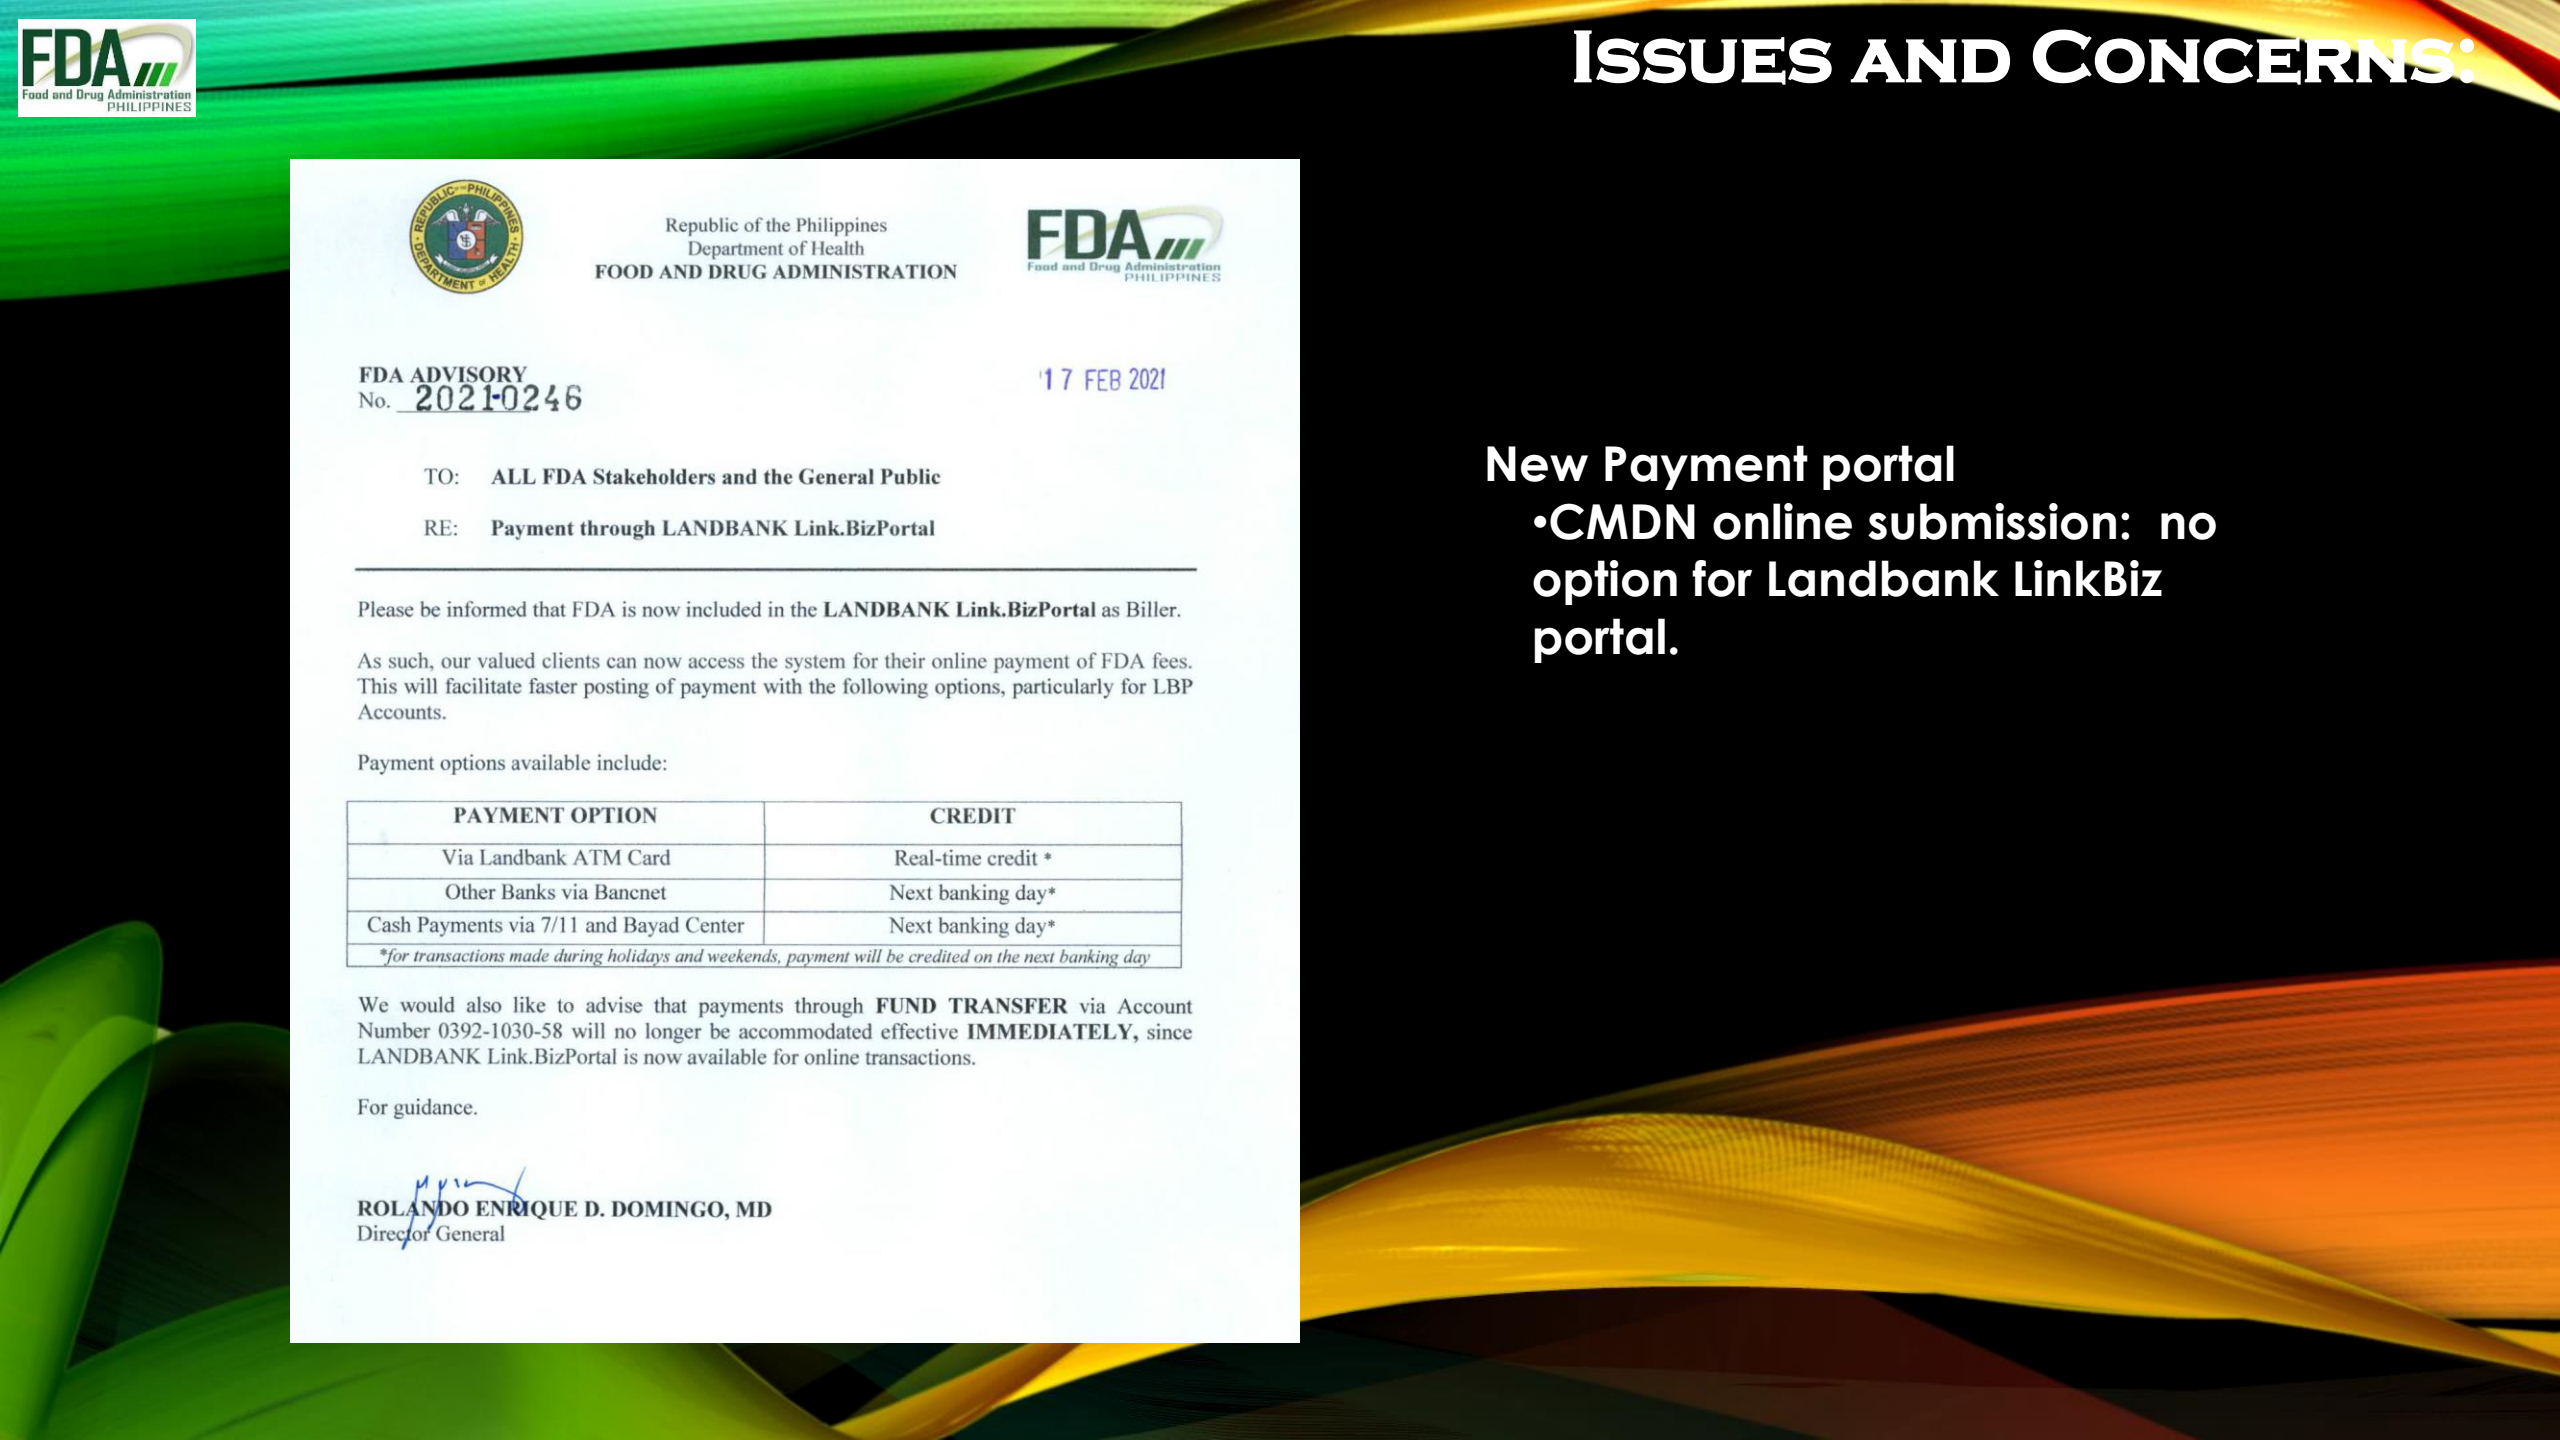 FDA
Food and Drug Administration
PHILIPPINES
Issues and Concerns:
REPUBLIC OF THE PHILIPPINES
DEPARTMENT OF HEALTH
Republic of the Philippines
Department of Health
FOOD AND DRUG ADMINISTRATION
FDA
Food and Drug Administration
PHILIPPINES
FDA ADVISORY
No. 2021-0246
17 FEB 2021
TO: ALL FDA Stakeholders and the General Public
RE: Payment through LANDBANK Link.BizPortal
Please be informed that FDA is now included in the LANDBANK Link.BizPortal as Biller.
As such, our valued clients can now access the system for their online payment of FDA fees.
This will facilitate faster posting of payment with the following options, particularly for LBP
Accounts.
Payment options available include:
PAYMENT OPTION CREDIT
Via Landbank ATM Card Real-time credit *
Other Banks via Bancnet Next banking day*
Cash Payments via 7/11 and Bayad Center Next banking day*
*for transactions made during holidays and weekends, payment will be credited on the next banking day
We would also like to advise that payments through FUND TRANSFER via Account
Number 0392-1030-58 will no longer be accommodated effective IMMEDIATELY, since
LANDBANK Link.BizPortal is now available for online transactions.
For guidance.
ROLANDO ENRIQUE D. DOMINGO, MD
Director General
New Payment portal
•CMDN online submission: no
option for Landbank LinkBiz
portal.